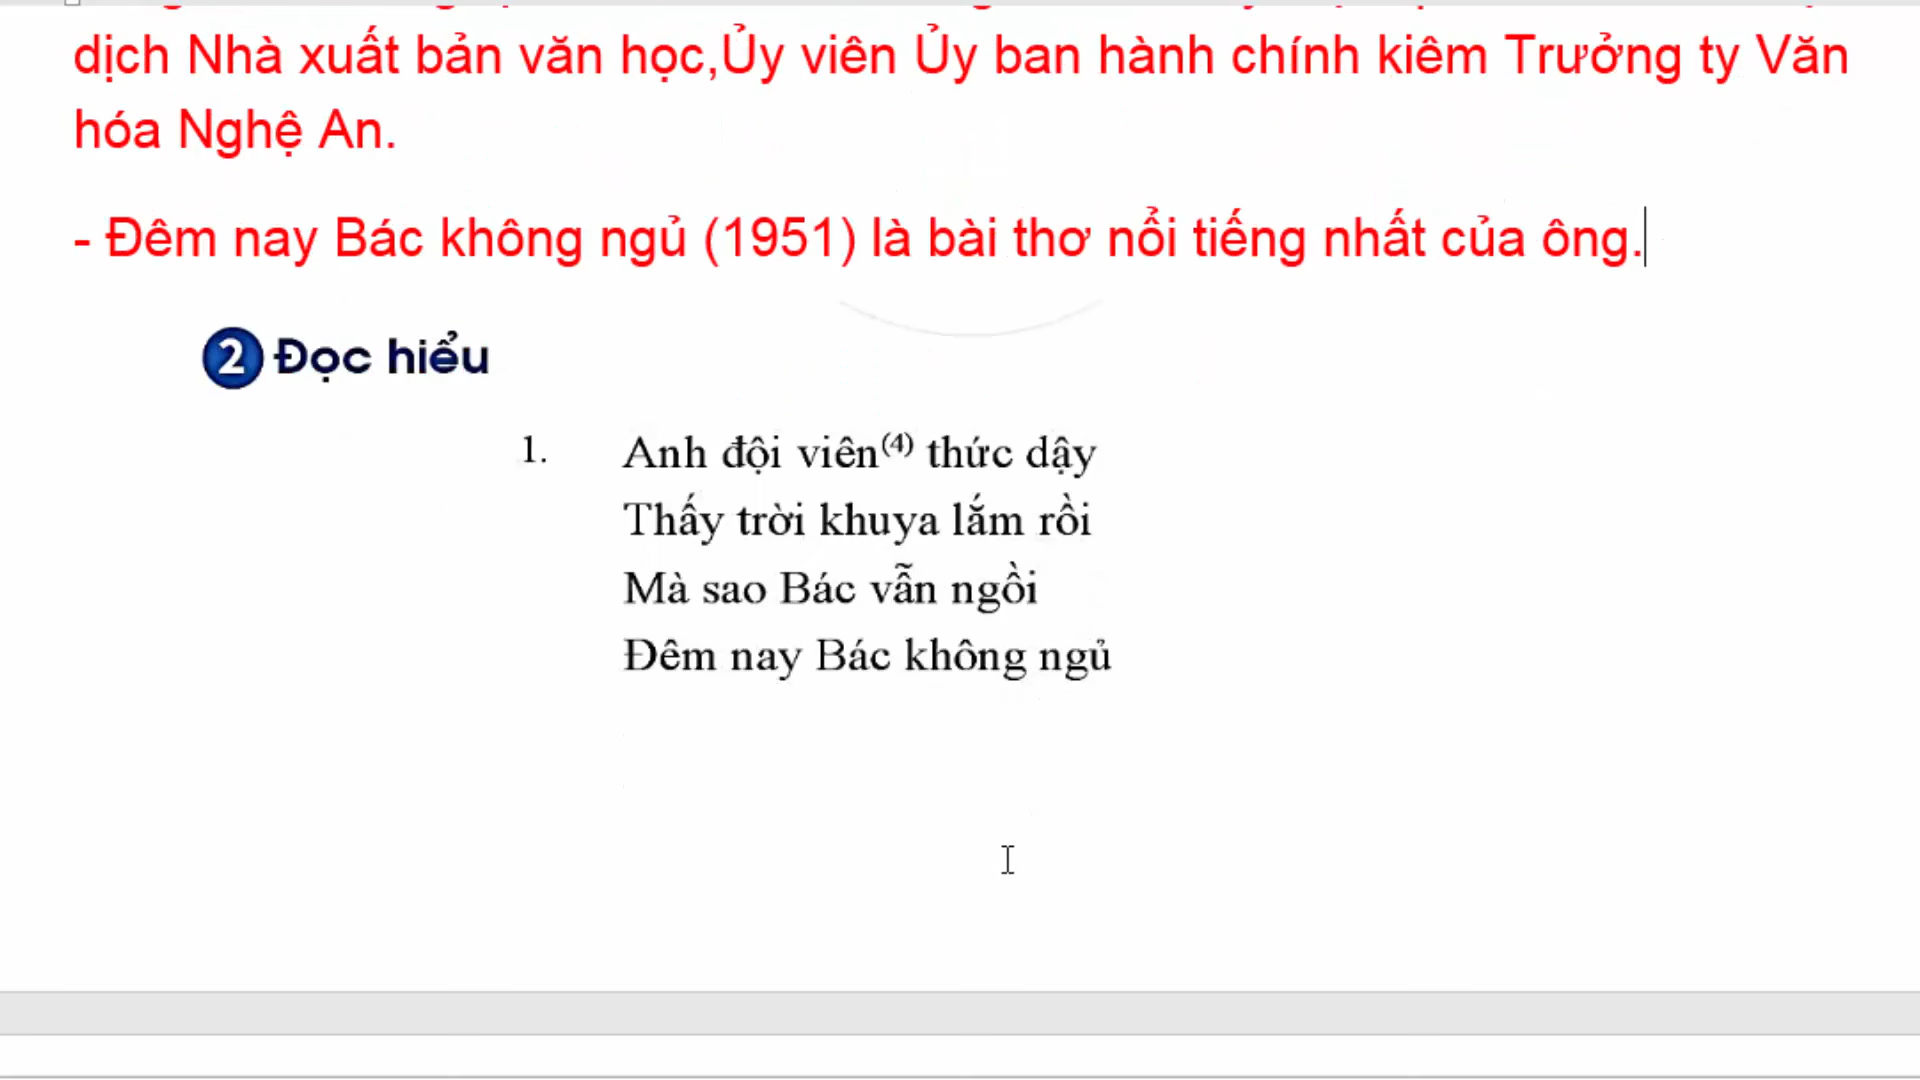 dịch Nhà xuất bản văn học,Ủy viên Ủy ban hành chính kiêm Trưởng ty Văn
hóa Nghệ An.
- Đêm nay Bác không ngủ (1951) là bài thơ nổi tiếng nhất của ông.
2 Đọc hiểu
1. Anh đội viên(4) thức dậy
Thấy trời khuya lắm rồi
Mà sao Bác vẫn ngồi
Đêm nay Bác không ngủ